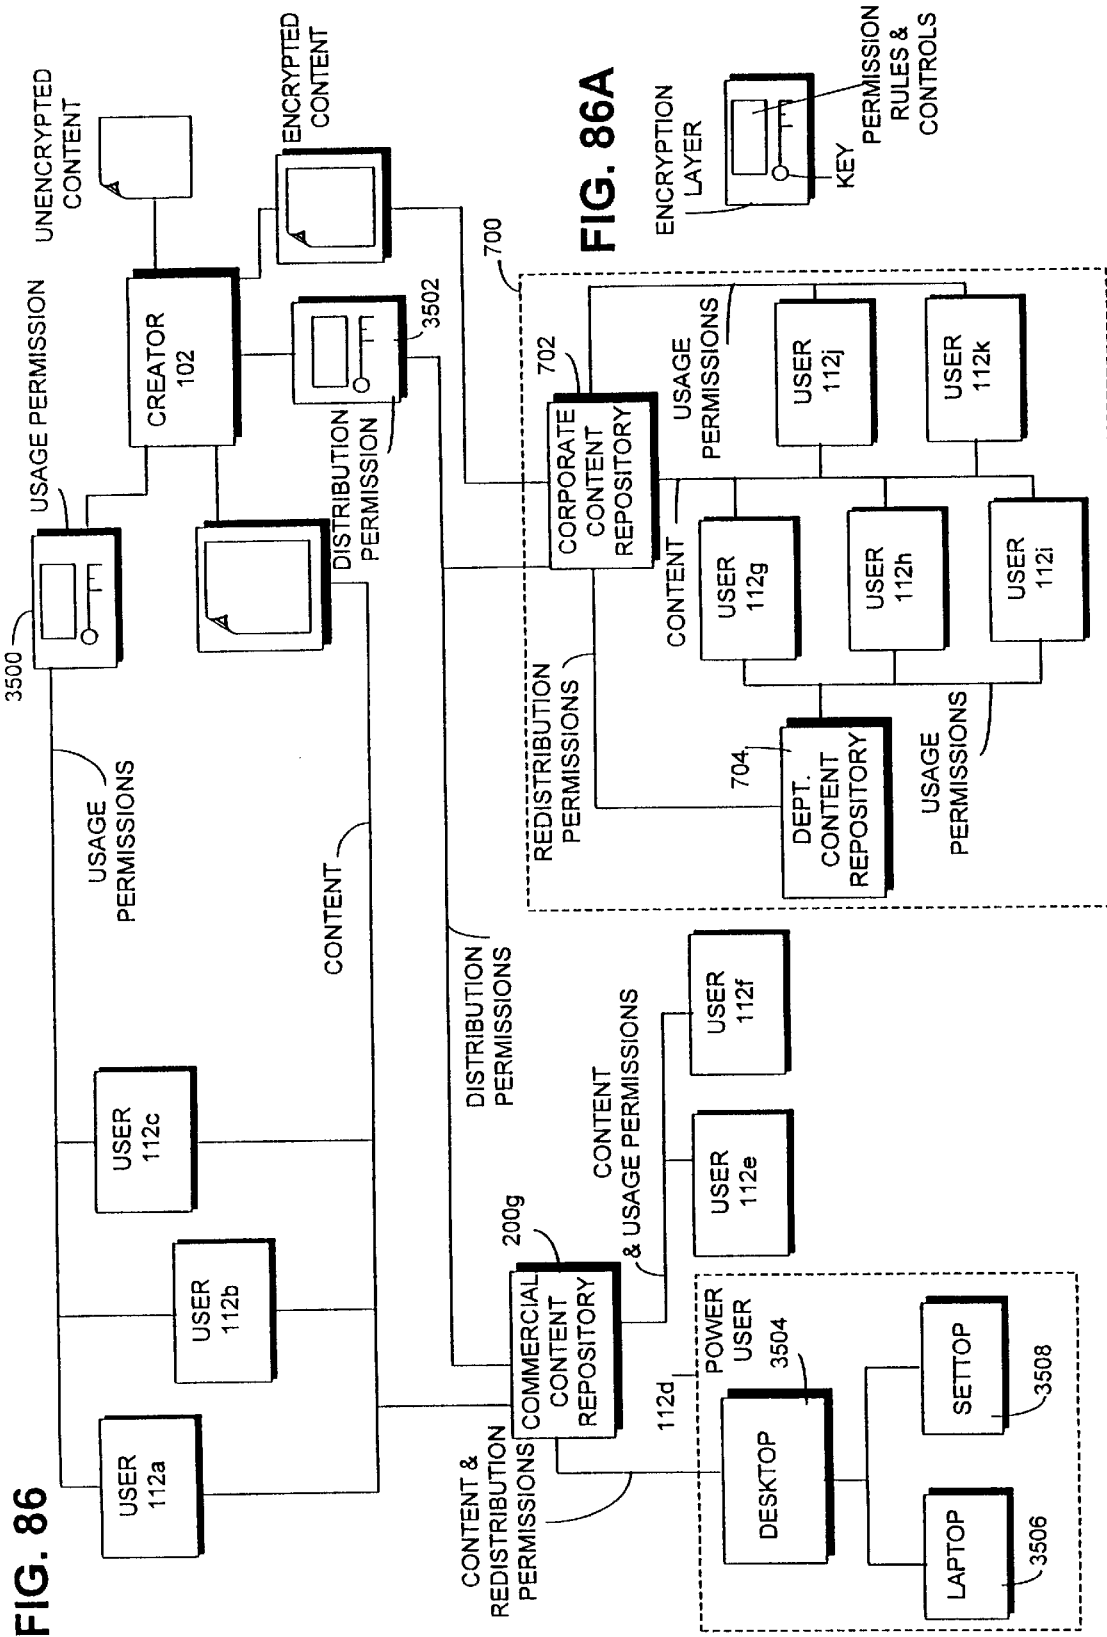 FIG. 86
UNENCRYPTED
CONTENT
USAGE PERMISSION
CREATOR
102
ENCRYPTED
CONTENT
3500
USAGE
PERMISSIONS
DISTRIBUTION
PERMISSION
3502
CONTENT
USER
112a
USER
112b
USER
112c
DISTRIBUTION
PERMISSIONS
COMMERCIAL
CONTENT
REPOSITORY
200g
CONTENT &
REDISTRIBUTION
PERMISSIONS
CONTENT
& USAGE PERMISSIONS
USER
112e
USER
112f
112d
POWER
USER
DESKTOP
3504
LAPTOP
3506
SETTOP
3508
700
CORPORATE
CONTENT
REPOSITORY
702
REDISTRIBUTION
PERMISSIONS
CONTENT
USAGE
PERMISSIONS
704
DEPT.
CONTENT
REPOSITORY
USER
112g
USER
112h
USER
112i
USER
112j
USER
112k
USAGE
PERMISSIONS
FIG. 86A
ENCRYPTION
LAYER
KEY
PERMISSION
RULES &
CONTROLS